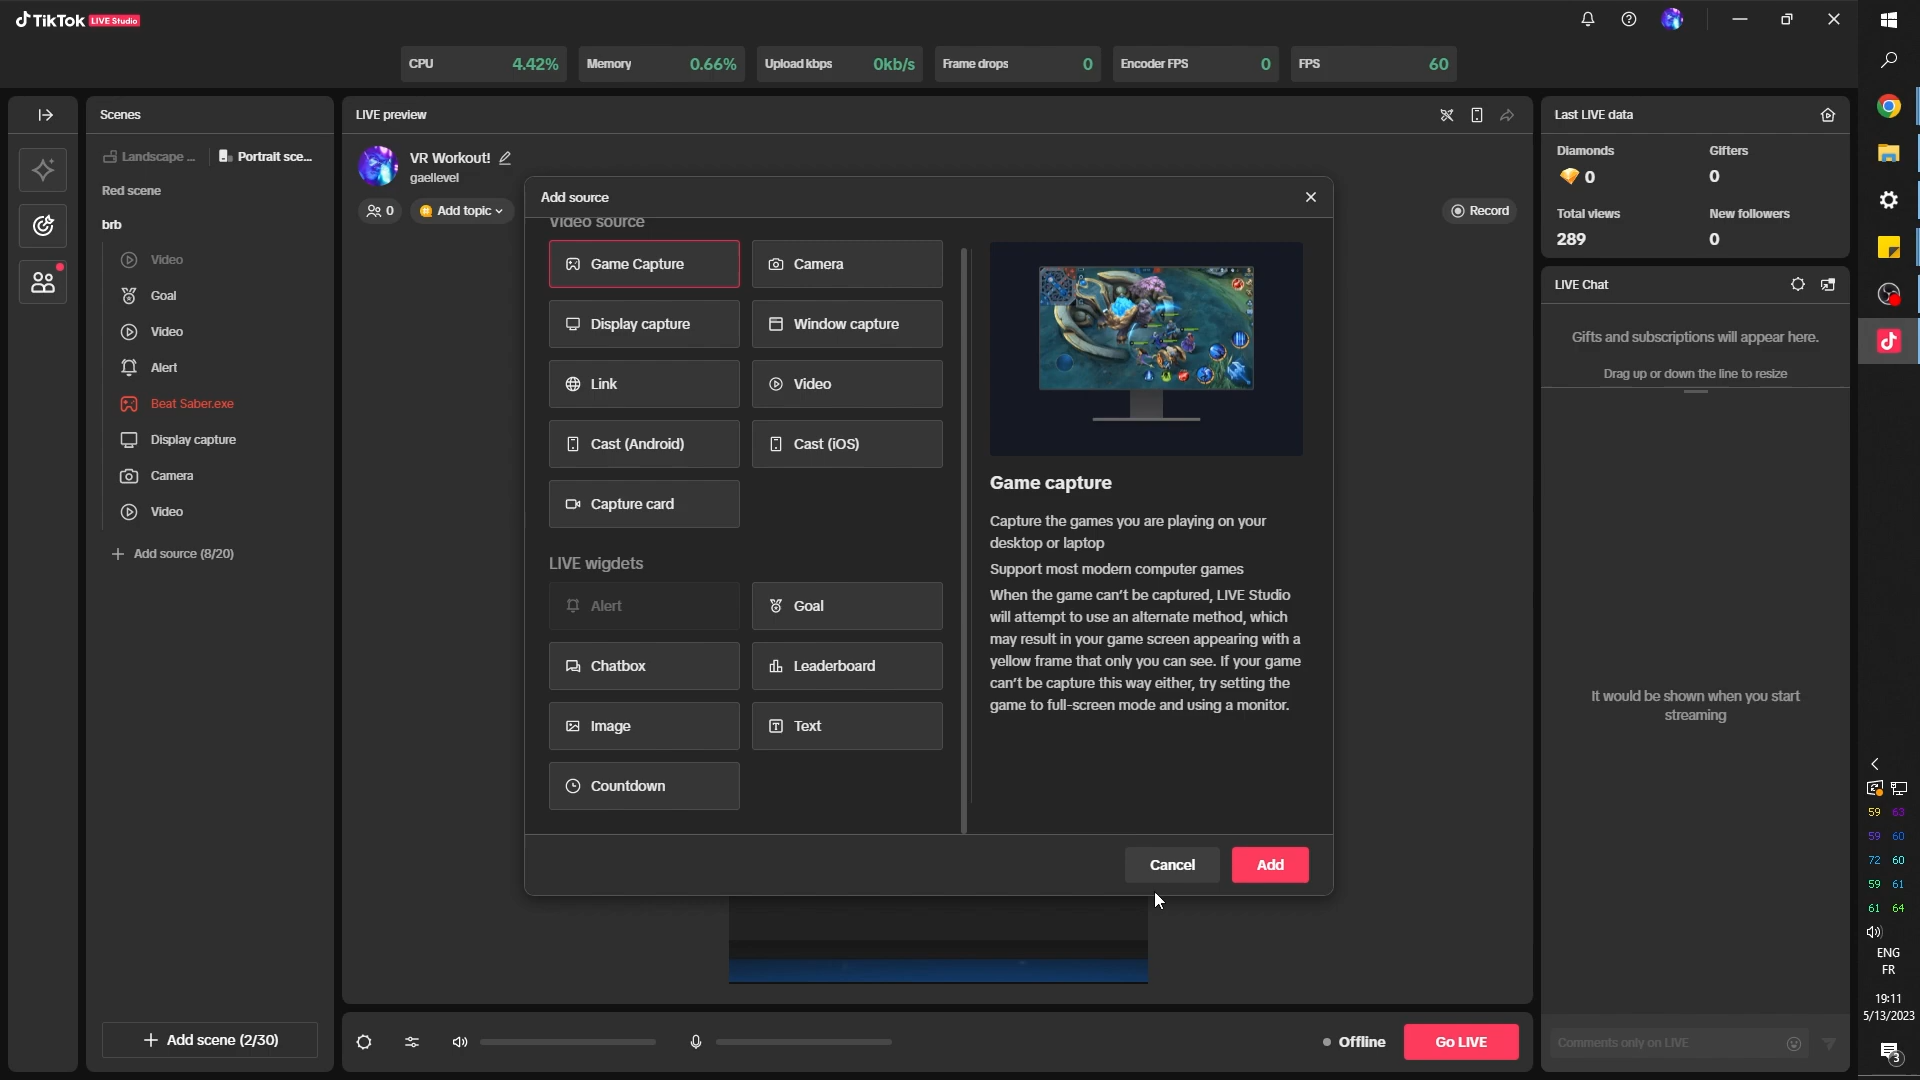 TikTok LIVE Studio
CPU 4.42%
Memory 0.66%
Upload kbps 0kb/s
Frame drops 0
Encoder FPS 0
FPS 60
Scenes
Landscape ...
Portrait sce...
Red scene
brb
Video
Goal
Video
Alert
Beat Saber.exe
Display capture
Camera
Video
Add source (8/20)
Add scene (2/30)
LIVE preview
VR Workout!
gaellevel
0
Add topic
Record
Add source
Video source
Game Capture
Camera
Display capture
Window capture
Link
Video
Cast (Android)
Cast (iOS)
Capture card
LIVE wigdets
Alert
Goal
Chatbox
Leaderboard
Image
Text
Countdown
Game capture
Capture the games you are playing on your
desktop or laptop
Support most modern computer games
When the game can't be captured, LIVE Studio
will attempt to use an alternate method, which
may result in your game screen appearing with a
yellow frame that only you can see. If your game
can't be capture this way either, try setting the
game to full-screen mode and using a monitor.
Cancel
Add
Offline
Go LIVE
Last LIVE data
Diamonds
Gifters
0
0
Total views
New followers
289
0
LIVE Chat
Gifts and subscriptions will appear here.
Drag up or down the line to resize
It would be shown when you start
streaming
Comments only on LIVE
59 63
59 60
72 60
59 61
61 64
ENG
FR
19:11
5/13/2023
3